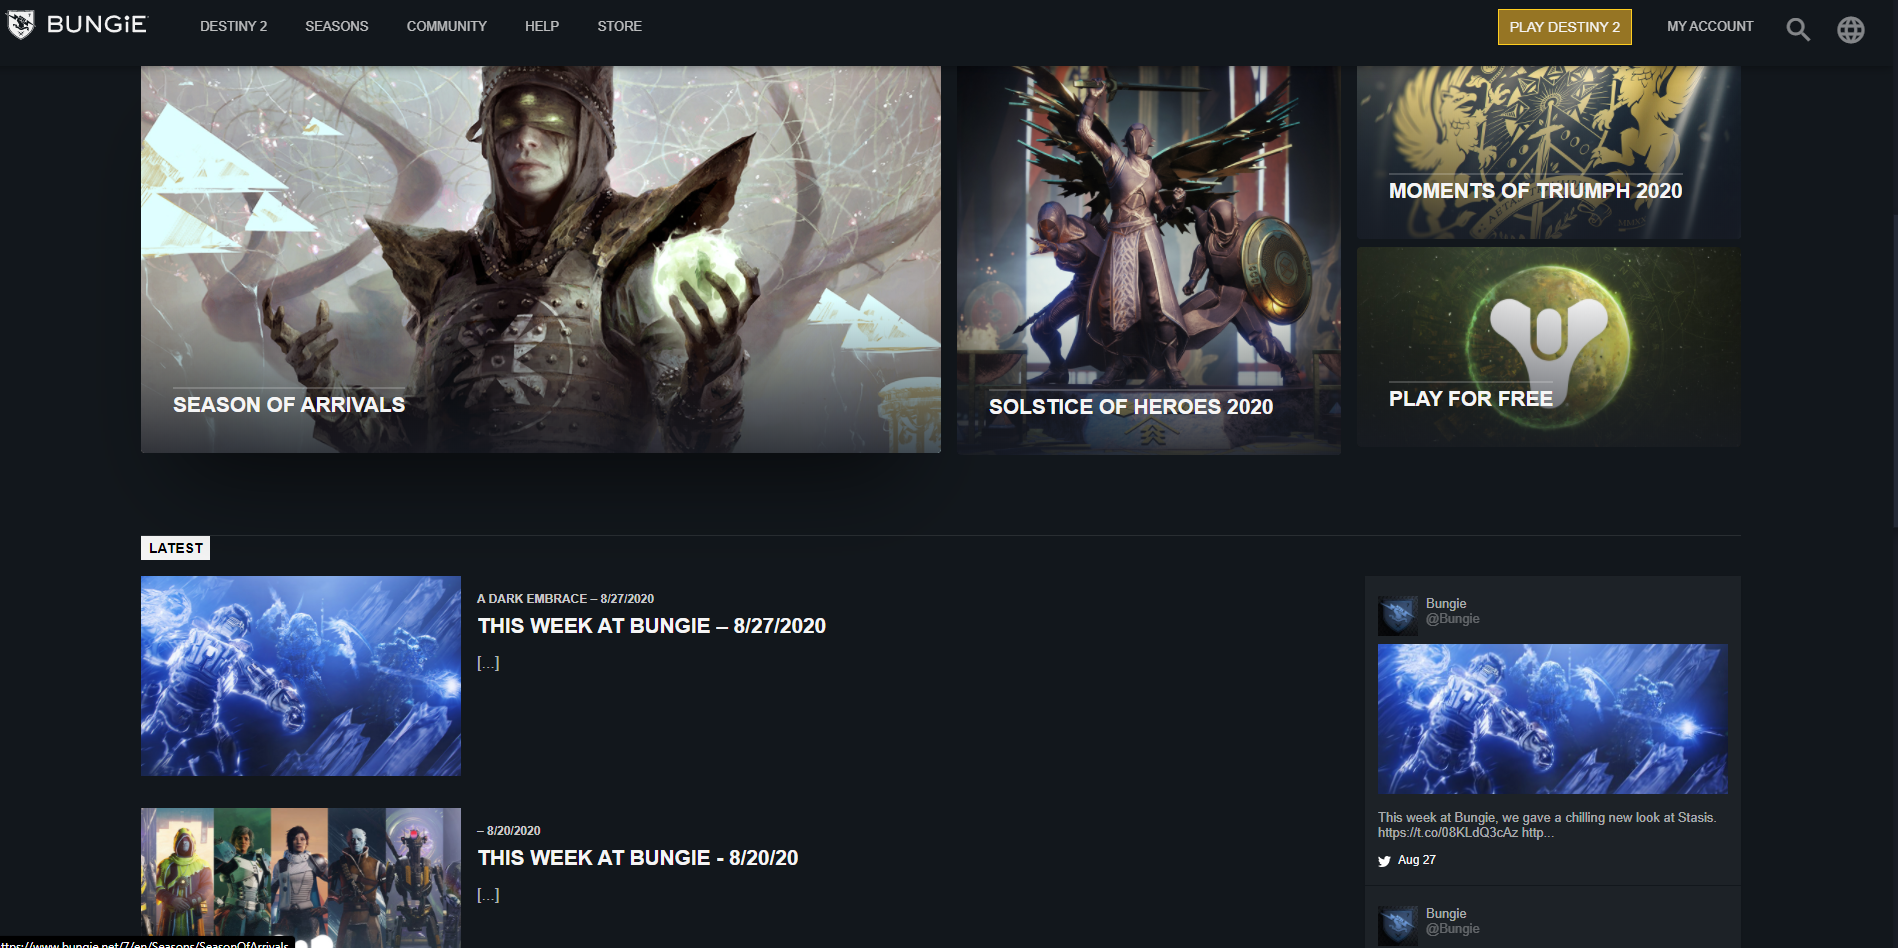 BUNGiE
DESTINY 2
SEASONS
COMMUNITY
HELP
STORE
PLAY DESTINY 2
MY ACCOUNT
SEASON OF ARRIVALS
SOLSTICE OF HEROES 2020
MOMENTS OF TRIUMPH 2020
PLAY FOR FREE
LATEST
A DARK EMBRACE – 8/27/2020
THIS WEEK AT BUNGIE – 8/27/2020
[...]
– 8/20/2020
THIS WEEK AT BUNGIE - 8/20/20
[...]
Bungie
@Bungie
This week at Bungie, we gave a chilling new look at Stasis.
https://t.co/08KLdQ3cAz http...
Aug 27
Bungie
@Bungie
ttps://www.bungie.net/7/en/Seasons/SeasonOfArrivals